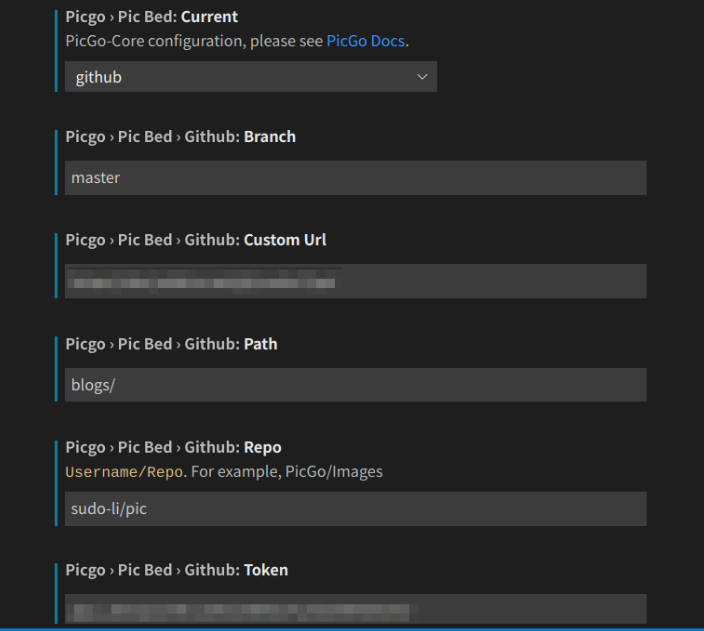 Picgo › Pic Bed: Current
PicGo-Core configuration, please see PicGo Docs.
github
Picgo › Pic Bed › Github: Branch
master
Picgo › Pic Bed › Github: Custom Url
Picgo › Pic Bed › Github: Path
blogs/
Picgo › Pic Bed › Github: Repo
Username/Repo. For example, PicGo/Images
sudo-li/pic
Picgo › Pic Bed › Github: Token